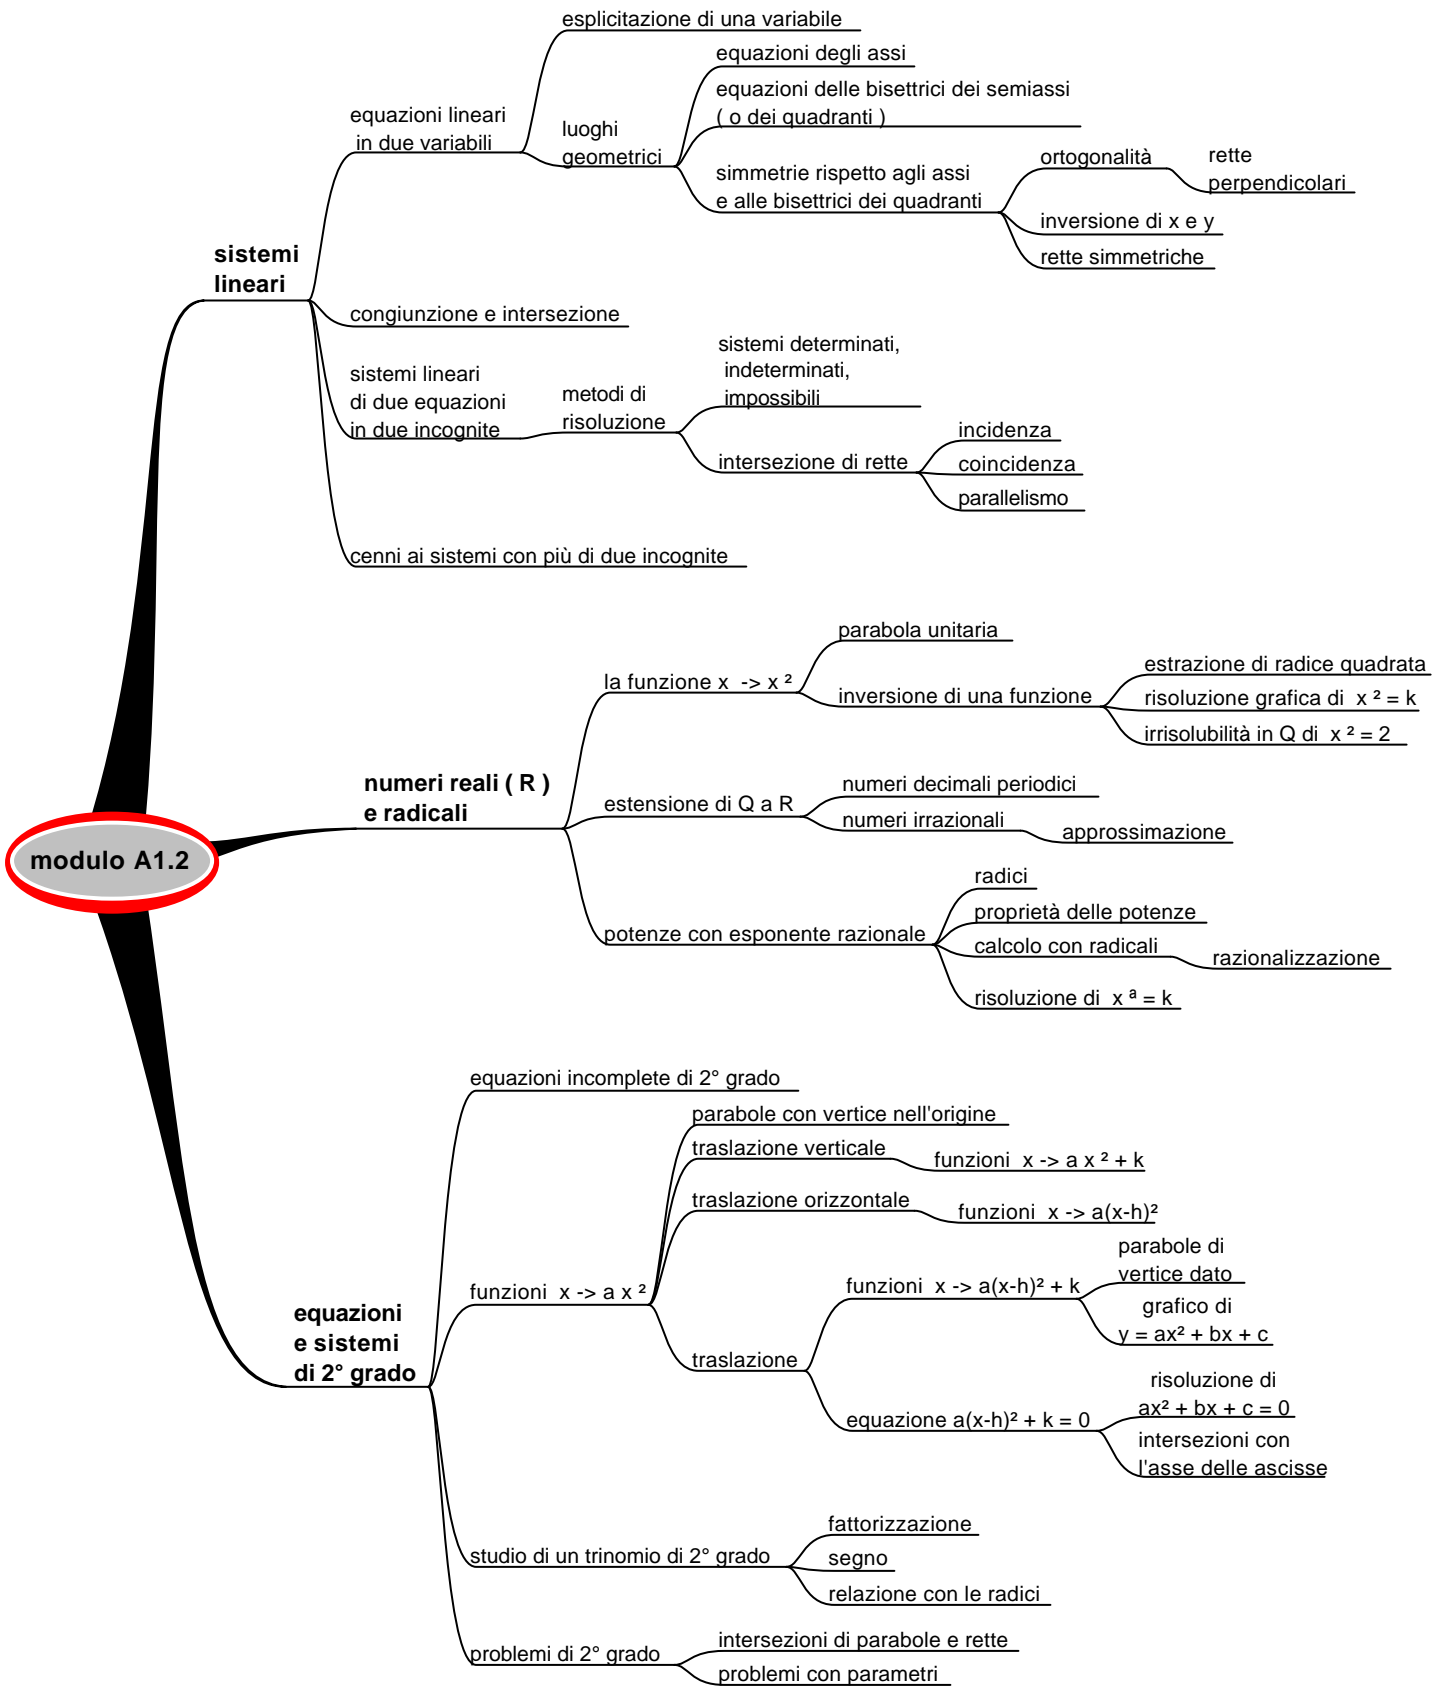 modulo A1.2
sistemi
lineari
equazioni lineari
in due variabili
esplicitazione di una variabile
luoghi
geometrici
equazioni degli assi
equazioni delle bisettrici dei semiassi
( o dei quadranti )
simmetrie rispetto agli assi
e alle bisettrici dei quadranti
ortogonalità
rette
perpendicolari
inversione di x e y
rette simmetriche
congiunzione e intersezione
sistemi lineari
di due equazioni
in due incognite
metodi di
risoluzione
sistemi determinati,
indeterminati,
impossibili
intersezione di rette
incidenza
coincidenza
parallelismo
cenni ai sistemi con più di due incognite
numeri reali ( R )
e radicali
la funzione x -> x ²
parabola unitaria
inversione di una funzione
estrazione di radice quadrata
risoluzione grafica di x ² = k
irrisolubilità in Q di x ² = 2
estensione di Q a R
numeri decimali periodici
numeri irrazionali
approssimazione
potenze con esponente razionale
radici
proprietà delle potenze
calcolo con radicali
razionalizzazione
risoluzione di x ª = k
equazioni
e sistemi
di 2° grado
equazioni incomplete di 2° grado
funzioni x -> a x ²
parabole con vertice nell'origine
traslazione verticale
funzioni x -> a x ² + k
traslazione orizzontale
funzioni x -> a(x-h)²
traslazione
funzioni x -> a(x-h)² + k
parabole di
vertice dato
grafico di
y = ax² + bx + c
equazione a(x-h)² + k = 0
risoluzione di
ax² + bx + c = 0
intersezioni con
l'asse delle ascisse
studio di un trinomio di 2° grado
fattorizzazione
segno
relazione con le radici
problemi di 2° grado
intersezioni di parabole e rette
problemi con parametri